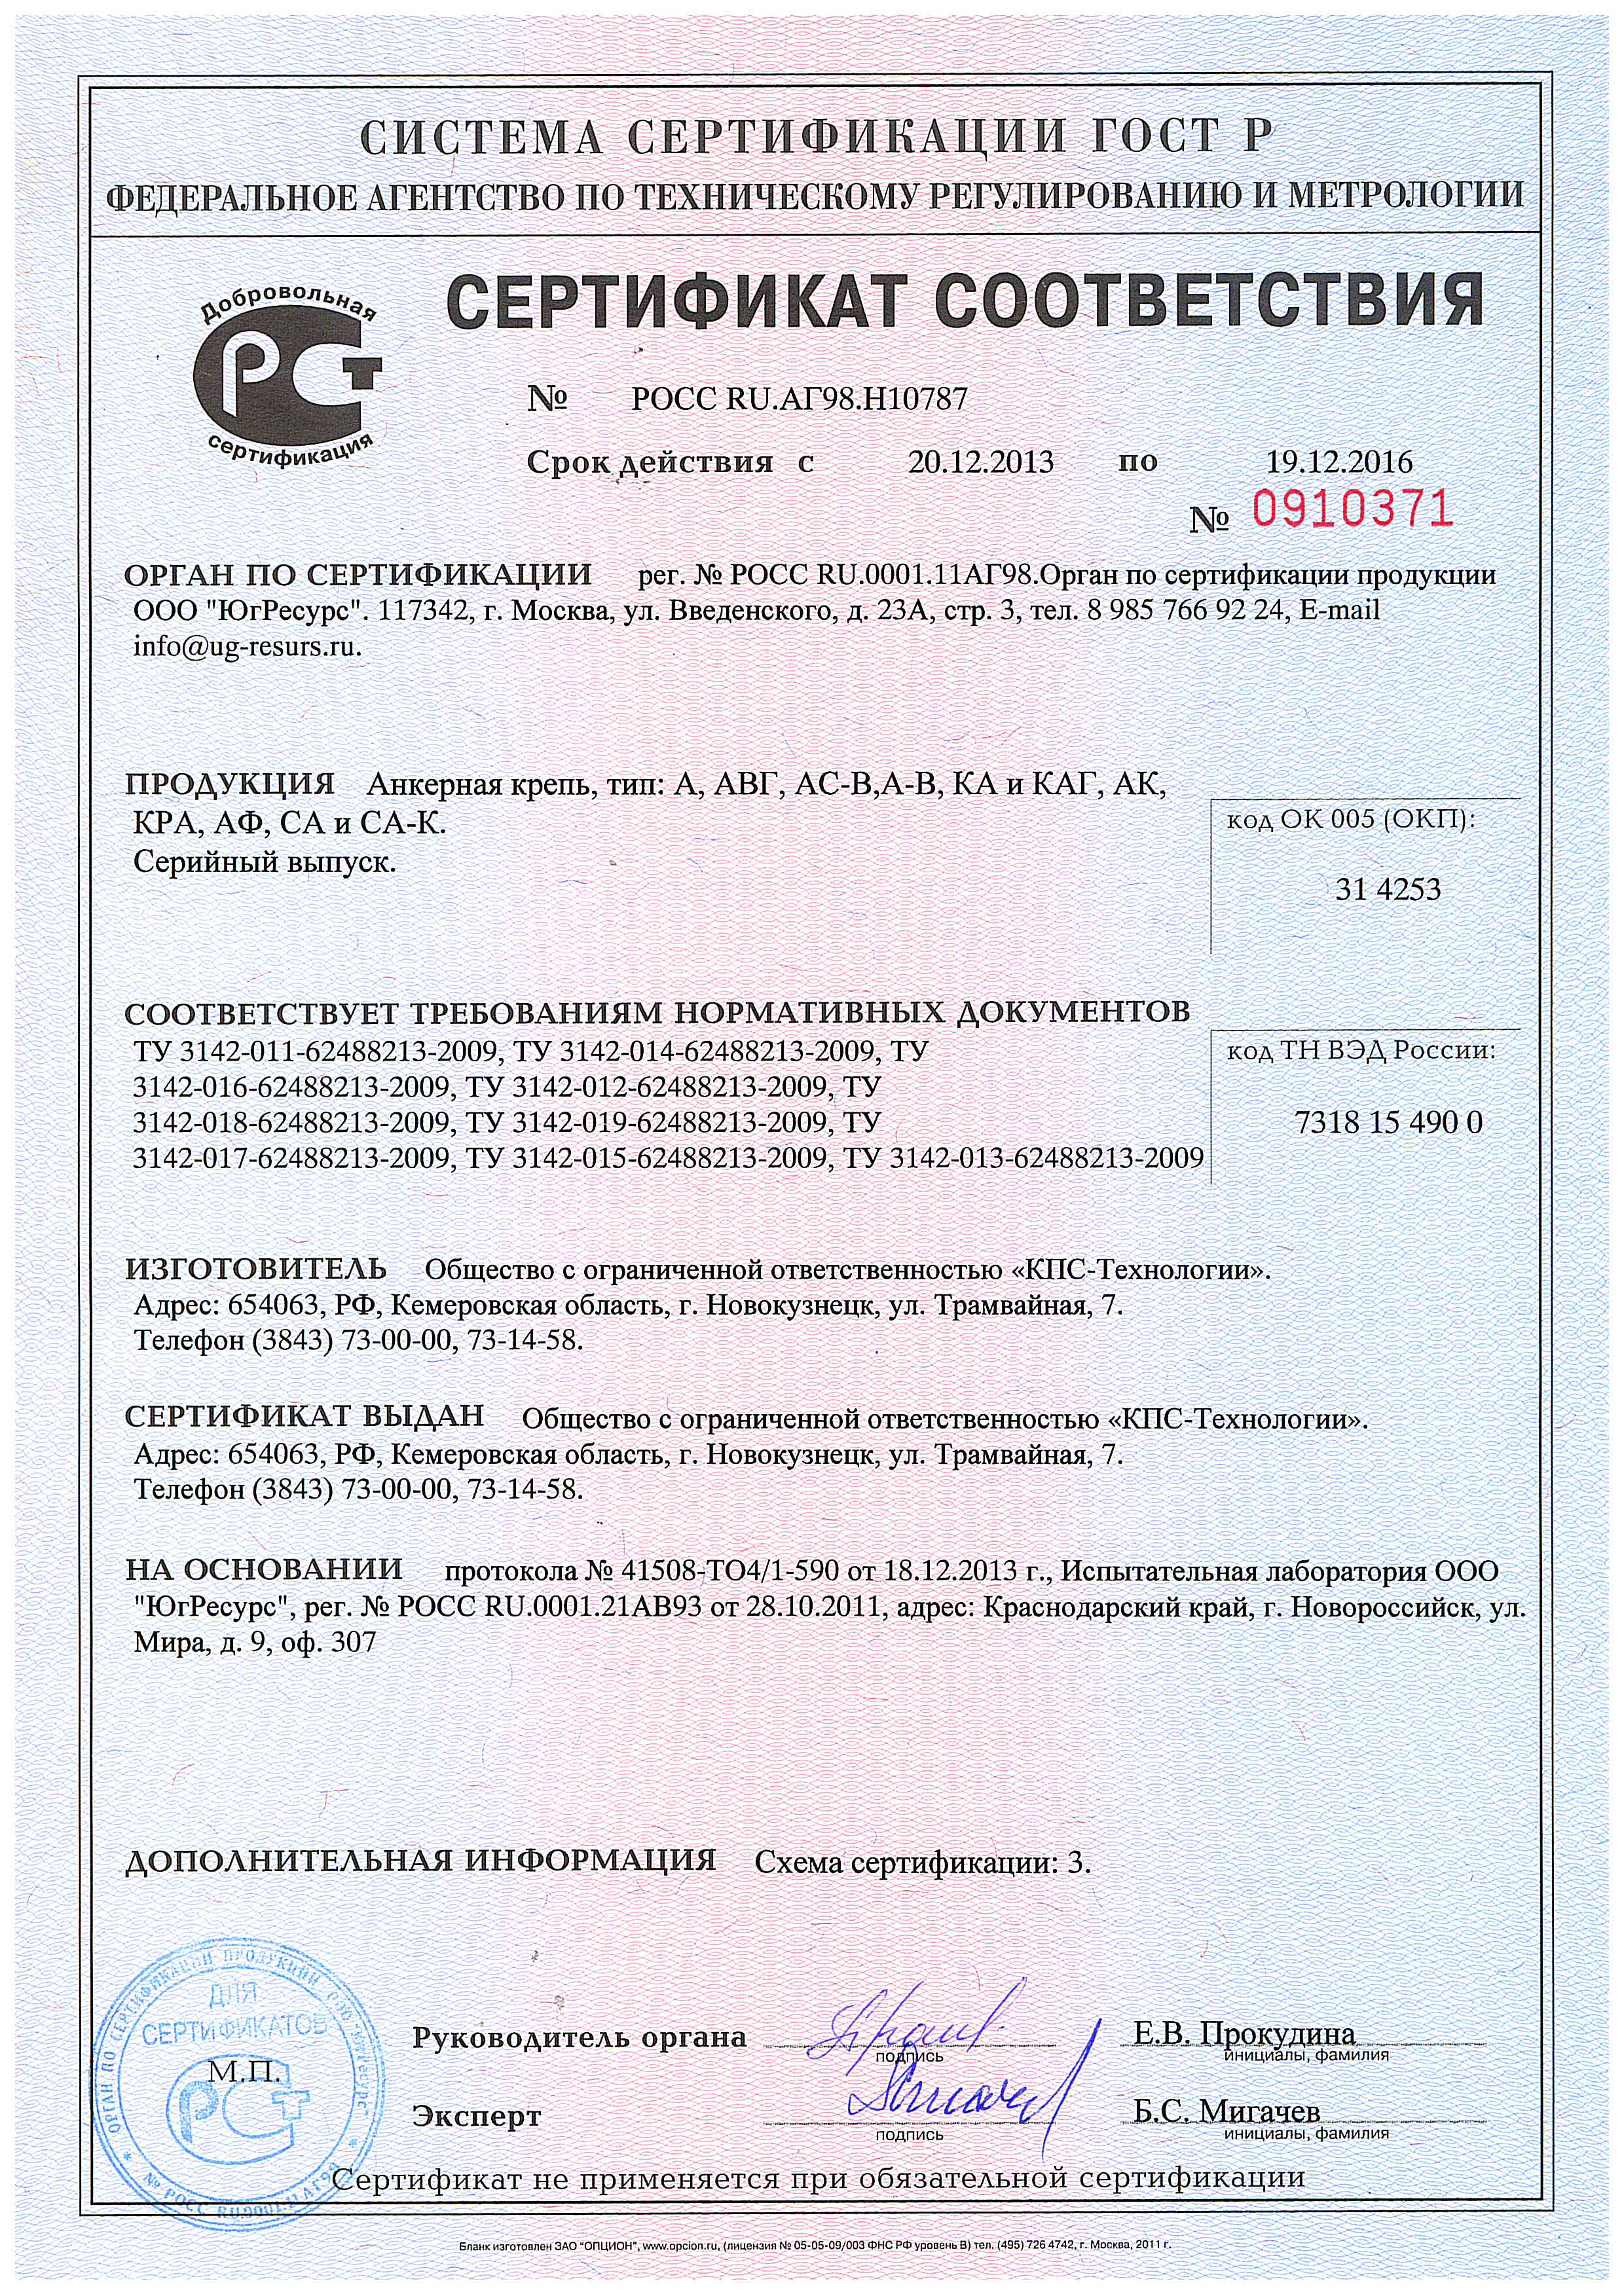 СИСТЕМА СЕРТИФИКАЦИИ ГОСТ Р
ФЕДЕРАЛЬНОЕ АГЕНТСТВО ПО ТЕХНИЧЕСКОМУ РЕГУЛИРОВАНИЮ И МЕТРОЛОГИИ
Добровольная
РСТ
сертификация
СЕРТИФИКАТ СООТВЕТСТВИЯ
№ РОСС RU.АГ98.Н10787
Срок действия с 20.12.2013 по 19.12.2016
№ 0910371
ОРГАН ПО СЕРТИФИКАЦИИ рег. № РОСС RU.0001.11АГ98.Орган по сертификации продукции
ООО "ЮгРесурс". 117342, г. Москва, ул. Введенского, д. 23А, стр. 3, тел. 8 985 766 92 24, E-mail
info@ug-resurs.ru.
ПРОДУКЦИЯ Анкерная крепь, тип: А, АВГ, АС-В,А-В, КА и КАГ, АК,
КРА, АФ, СА и СА-К.
Серийный выпуск.
код ОК 005 (ОКП):
31 4253
СООТВЕТСТВУЕТ ТРЕБОВАНИЯМ НОРМАТИВНЫХ ДОКУМЕНТОВ
ТУ 3142-011-62488213-2009, ТУ 3142-014-62488213-2009, ТУ
3142-016-62488213-2009, ТУ 3142-012-62488213-2009, ТУ
3142-018-62488213-2009, ТУ 3142-019-62488213-2009, ТУ
3142-017-62488213-2009, ТУ 3142-015-62488213-2009, ТУ 3142-013-62488213-2009
код ТН ВЭД России:
7318 15 490 0
ИЗГОТОВИТЕЛЬ Общество с ограниченной ответственностью «КПС-Технологии».
Адрес: 654063, РФ, Кемеровская область, г. Новокузнецк, ул. Трамвайная, 7.
Телефон (3843) 73-00-00, 73-14-58.
СЕРТИФИКАТ ВЫДАН Общество с ограниченной ответственностью «КПС-Технологии».
Адрес: 654063, РФ, Кемеровская область, г. Новокузнецк, ул. Трамвайная, 7.
Телефон (3843) 73-00-00, 73-14-58.
НА ОСНОВАНИИ протокола № 41508-ТО4/1-590 от 18.12.2013 г., Испытательная лаборатория ООО
"ЮгРесурс", рег. № РОСС RU.0001.21АВ93 от 28.10.2011, адрес: Краснодарский край, г. Новороссийск, ул.
Мира, д. 9, оф. 307
ДОПОЛНИТЕЛЬНАЯ ИНФОРМАЦИЯ Схема сертификации: 3.
ОРГАН ПО СЕРТИФИКАЦИИ ПРОДУКЦИИ ООО "ЮгРесурс"
ДЛЯ
СЕРТИФИКАТОВ
М.П.
РСТ
№ РОСС RU.0001.11АГ98
Руководитель органа
подпись
Е.В. Прокудина
инициалы, фамилия
Эксперт
подпись
Б.С. Мигачев
инициалы, фамилия
Сертификат не применяется при обязательной сертификации
Бланк изготовлен ЗАО "ОПЦИОН", www.opcion.ru, (лицензия № 05-05-09/003 ФНС РФ уровень В) тел. (495) 726 4742, г. Москва, 2011 г.